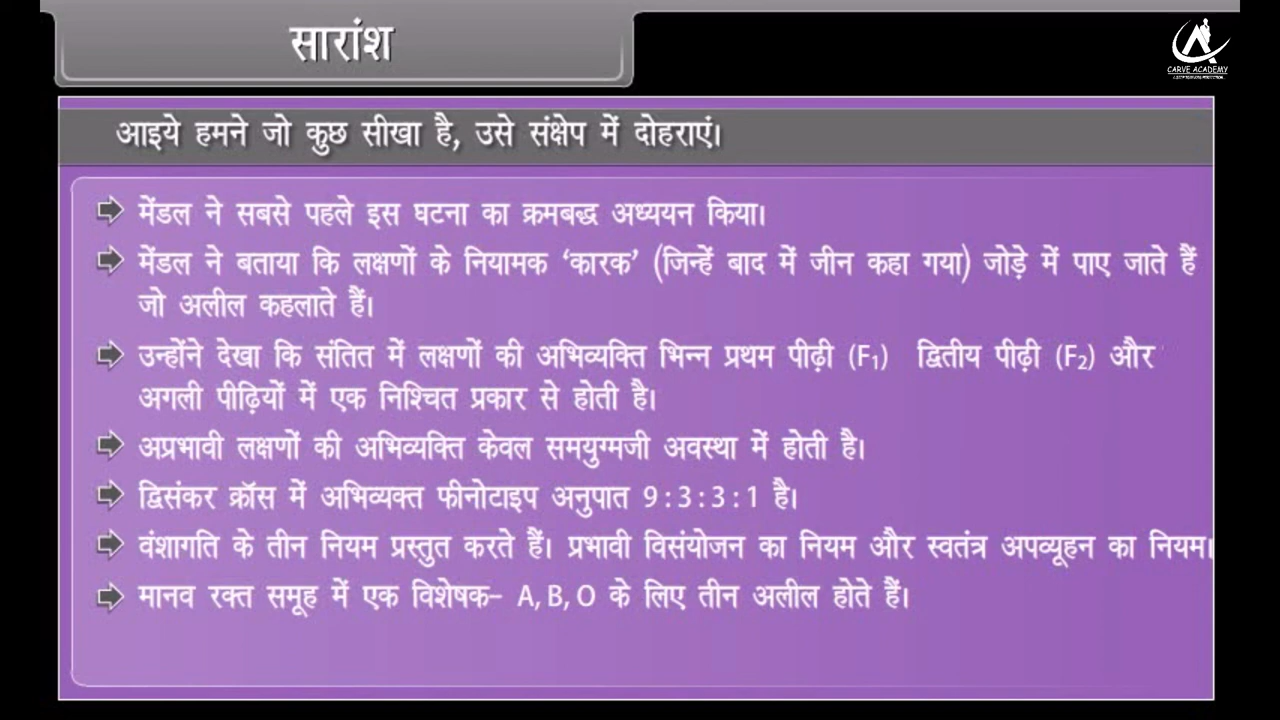 सारांश
CARVE ACADEMY
आइये हमने जो कुछ सीखा है, उसे संक्षेप में दोहराएं।
मेंडल ने सबसे पहले इस घटना का क्रमबद्ध अध्ययन किया।
मेंडल ने बताया कि लक्षणों के नियामक ‘कारक’ (जिन्हें बाद में जीन कहा गया) जोड़े में पाए जाते हैं
जो अलील कहलाते हैं।
उन्होंने देखा कि संतित में लक्षणों की अभिव्यक्ति भिन्न प्रथम पीढ़ी (F₁) द्वितीय पीढ़ी (F₂) और
अगली पीढ़ियों में एक निश्चित प्रकार से होती है।
अप्रभावी लक्षणों की अभिव्यक्ति केवल समयुग्मजी अवस्था में होती है।
द्विसंकर क्रॉस में अभिव्यक्त फीनोटाइप अनुपात 9:3:3:1 है।
वंशागति के तीन नियम प्रस्तुत करते हैं। प्रभावी विसंयोजन का नियम और स्वतंत्र अपव्यूहन का नियम।
मानव रक्त समूह में एक विशेषक– A, B, O के लिए तीन अलील होते हैं।